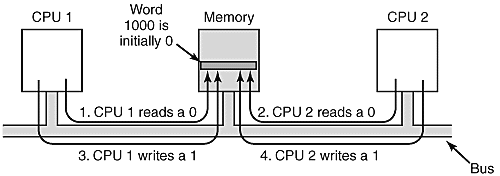 CPU 1
Word
1000 is
initially 0
Memory
CPU 2
1. CPU 1 reads a 0
2. CPU 2 reads a 0
3. CPU 1 writes a 1
4. CPU 2 writes a 1
Bus